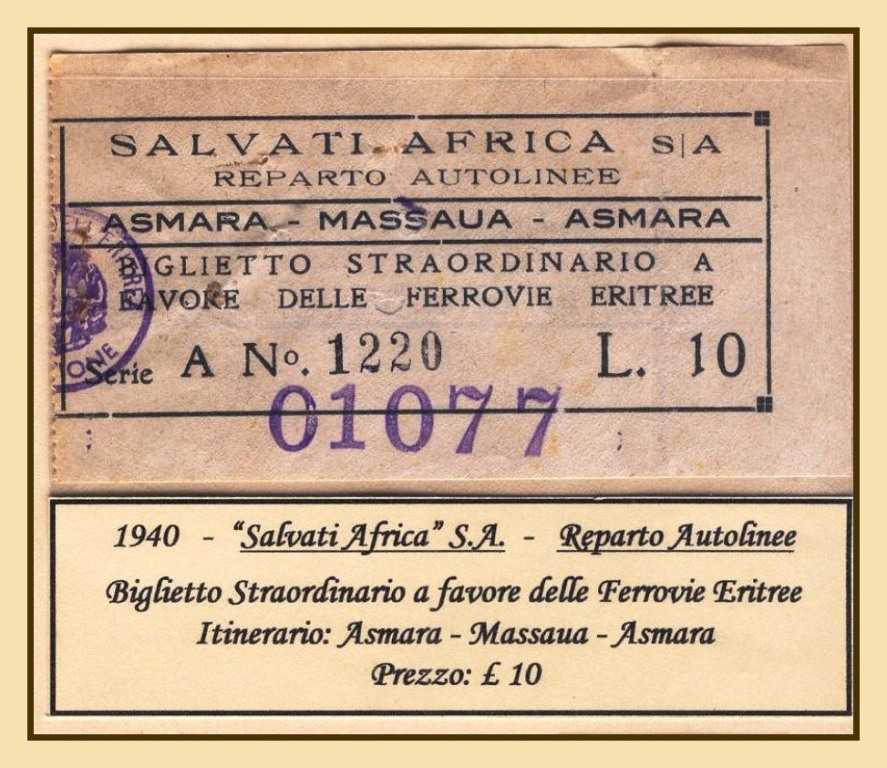 SALVATI AFRICA S|A
REPARTO AUTOLINEE
ASMARA - MASSAUA - ASMARA
BIGLIETTO STRAORDINARIO A
FAVORE DELLE FERROVIE ERITREE
Serie A Nº. 1220 L. 10
01077
1940 - "Salvati Africa" S.A. - Reparto Autolinee
Biglietto Straordinario a favore delle Ferrovie Eritree
Itinerario: Asmara - Massaua - Asmara
Prezzo: £ 10